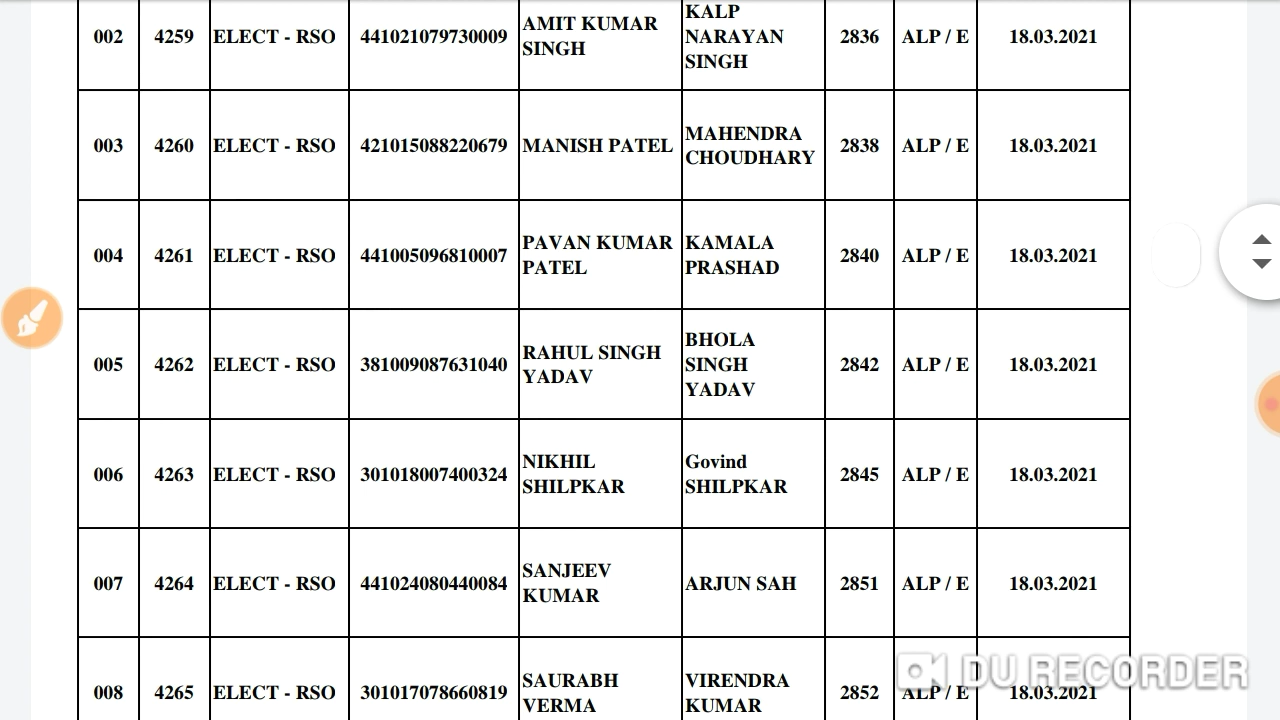 002 4259 ELECT - RSO 441021079730009 AMIT KUMAR SINGH KALP NARAYAN SINGH 2836 ALP / E 18.03.2021
003 4260 ELECT - RSO 421015088220679 MANISH PATEL MAHENDRA CHOUDHARY 2838 ALP / E 18.03.2021
004 4261 ELECT - RSO 441005096810007 PAVAN KUMAR PATEL KAMALA PRASHAD 2840 ALP / E 18.03.2021
005 4262 ELECT - RSO 381009087631040 RAHUL SINGH YADAV BHOLA SINGH YADAV 2842 ALP / E 18.03.2021
006 4263 ELECT - RSO 301018007400324 NIKHIL SHILPKAR Govind SHILPKAR 2845 ALP / E 18.03.2021
007 4264 ELECT - RSO 441024080440084 SANJEEV KUMAR ARJUN SAH 2851 ALP / E 18.03.2021
008 4265 ELECT - RSO 301017078660819 SAURABH VERMA VIRENDRA KUMAR 2852 ALP / E 18.03.2021
DU RECORDER